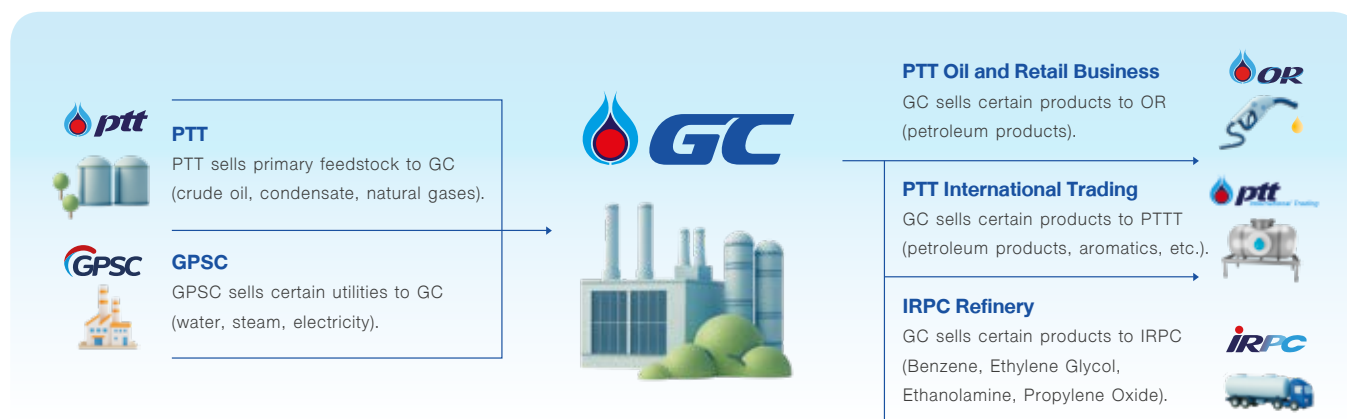 ptt
PTT
PTT sells primary feedstock to GC
(crude oil, condensate, natural gases).
GPSC
GPSC
GPSC sells certain utilities to GC
(water, steam, electricity).
GC
PTT Oil and Retail Business
GC sells certain products to OR
(petroleum products).
OR
PTT International Trading
GC sells certain products to PTTT
(petroleum products, aromatics, etc.).
ptt
International Trading
IRPC Refinery
GC sells certain products to IRPC
(Benzene, Ethylene Glycol,
Ethanolamine, Propylene Oxide).
IRPC